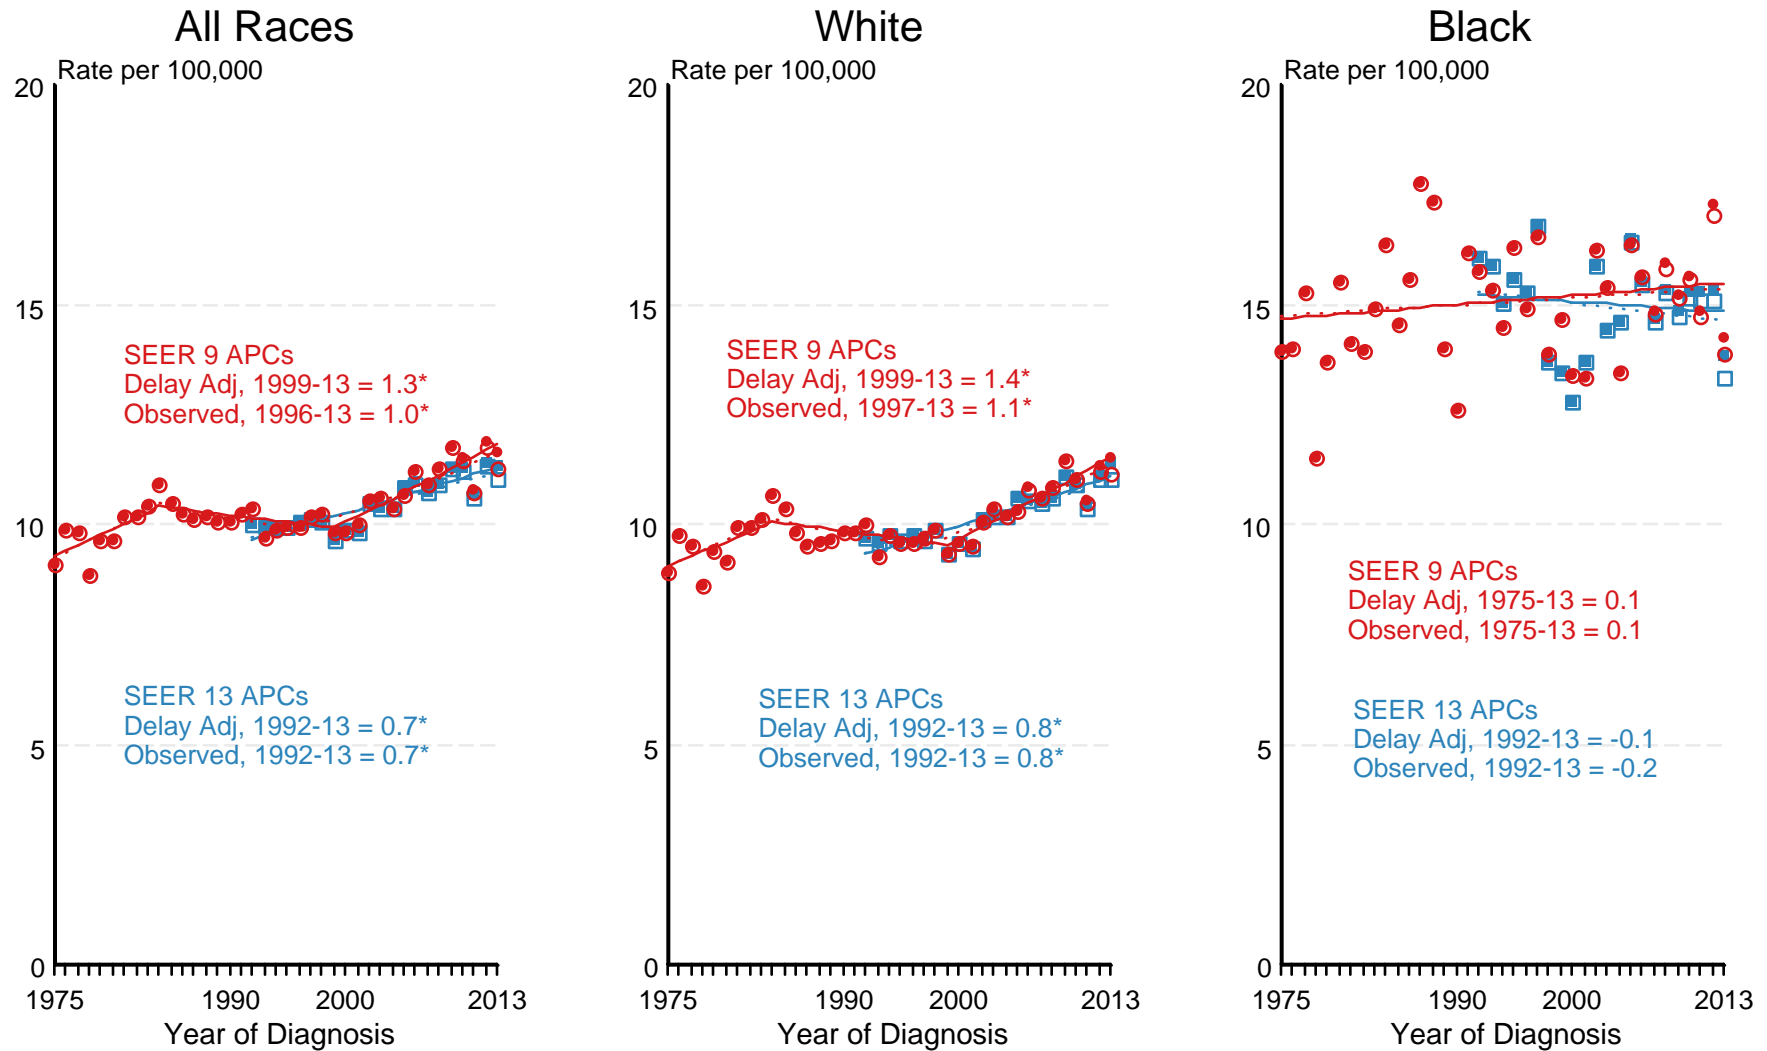 All Races
Rate per 100,000
20
15
10
5
0
SEER 9 APCs
Delay Adj, 1999-13 = 1.3*
Observed, 1996-13 = 1.0*
SEER 13 APCs
Delay Adj, 1992-13 = 0.7*
Observed, 1992-13 = 0.7*
1975 1990 2000 2013
Year of Diagnosis
White
Rate per 100,000
20
15
10
5
0
SEER 9 APCs
Delay Adj, 1999-13 = 1.4*
Observed, 1997-13 = 1.1*
SEER 13 APCs
Delay Adj, 1992-13 = 0.8*
Observed, 1992-13 = 0.8*
1975 1990 2000 2013
Year of Diagnosis
Black
Rate per 100,000
20
15
10
5
0
SEER 9 APCs
Delay Adj, 1975-13 = 0.1
Observed, 1975-13 = 0.1
SEER 13 APCs
Delay Adj, 1992-13 = -0.1
Observed, 1992-13 = -0.2
1975 1990 2000 2013
Year of Diagnosis